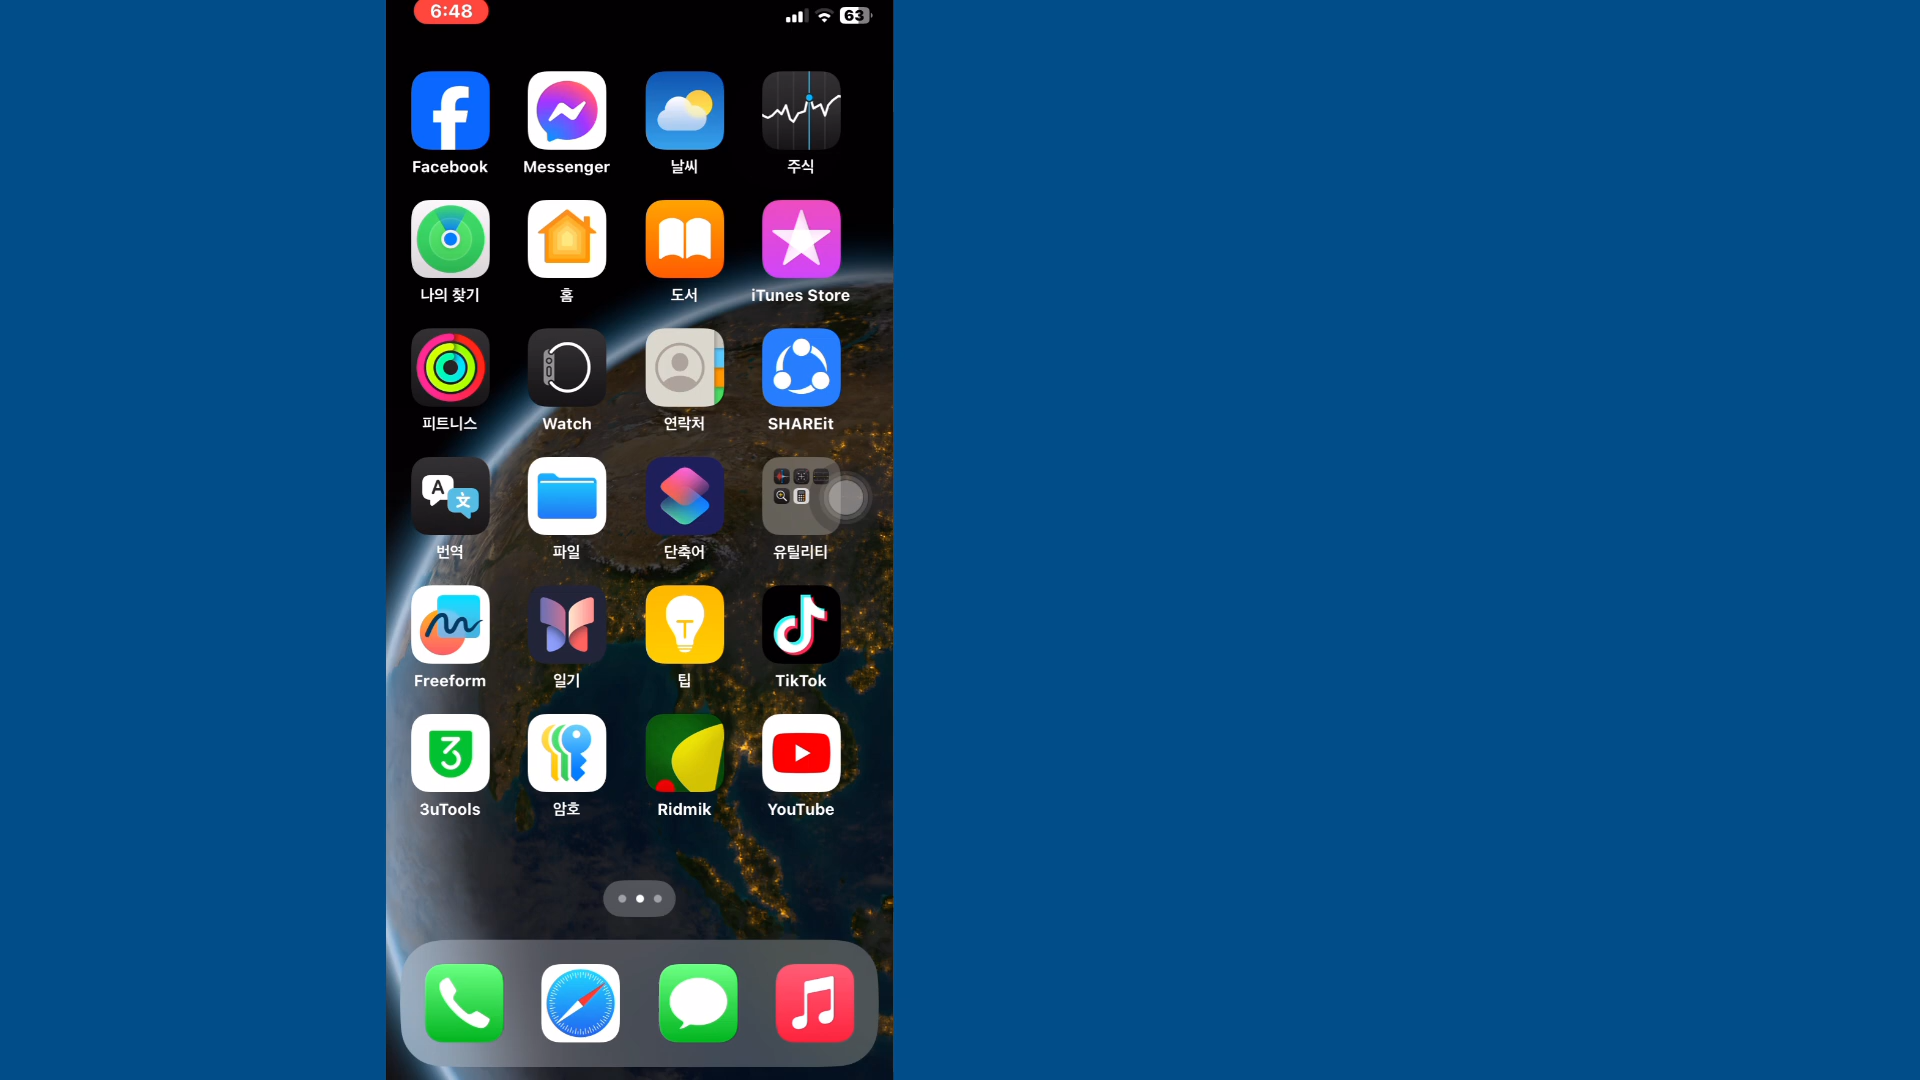 6:48
63
Facebook Messenger 날씨 주식
나의 찾기 홈 도서 iTunes Store
피트니스 Watch 연락처 SHAREit
A 文
번역 파일 단축어 유틸리티
T
Freeform 일기 팁 TikTok
3
3uTools 암호 Ridmik YouTube